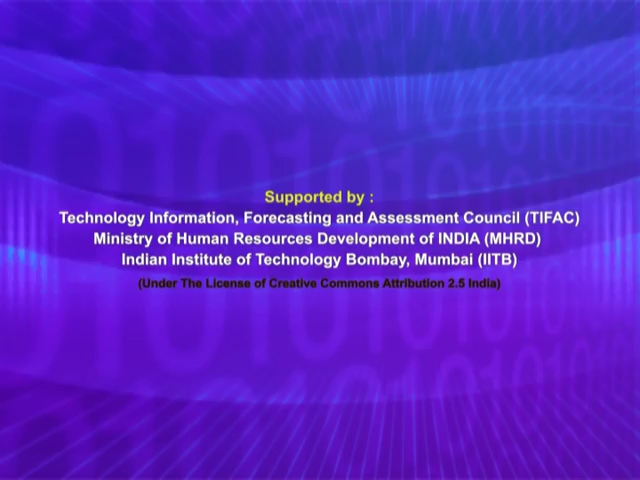 Supported by :
Technology Information, Forecasting and Assessment Council (TIFAC)
Ministry of Human Resources Development of INDIA (MHRD)
Indian Institute of Technology Bombay, Mumbai (IITB)
(Under The License of Creative Commons Attribution 2.5 India)